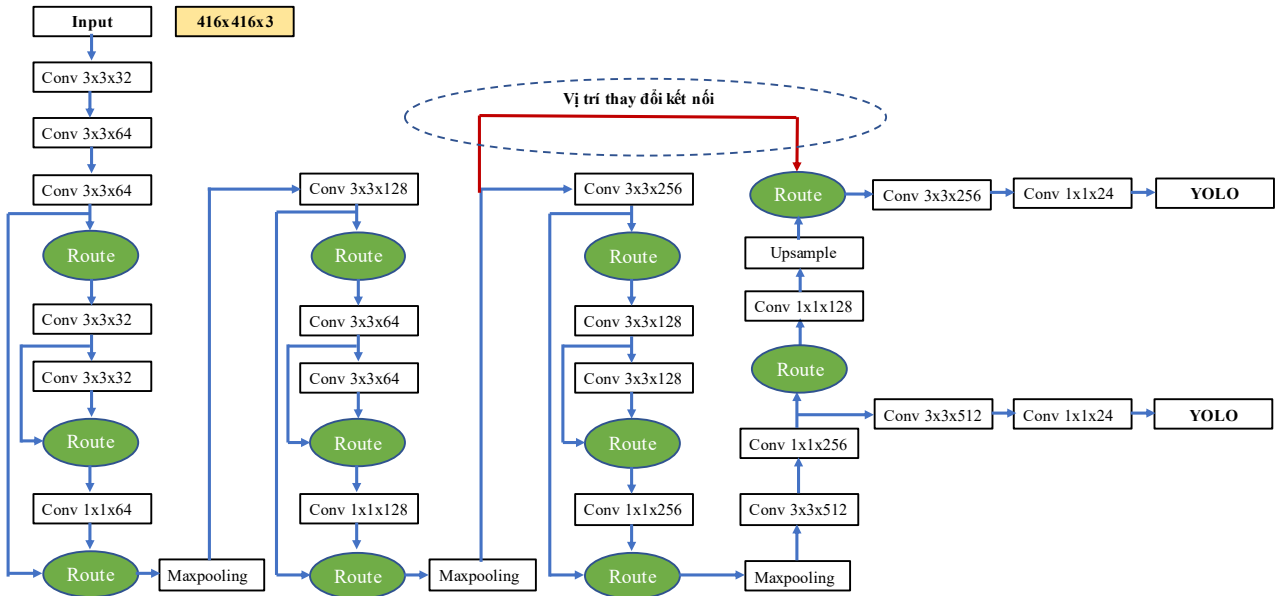 Input
416x416x3
Conv 3x3x32
Conv 3x3x64
Conv 3x3x64
Route
Conv 3x3x32
Conv 3x3x32
Route
Conv 1x1x64
Route
Maxpooling
Conv 3x3x128
Route
Conv 3x3x64
Conv 3x3x64
Route
Conv 1x1x128
Route
Maxpooling
Vị trí thay đổi kết nối
Conv 3x3x256
Route
Conv 3x3x128
Conv 3x3x128
Route
Conv 1x1x256
Route
Maxpooling
Conv 3x3x512
Conv 1x1x256
Route
Conv 1x1x128
Upsample
Route
Conv 3x3x256
Conv 1x1x24
YOLO
Conv 3x3x512
Conv 1x1x24
YOLO